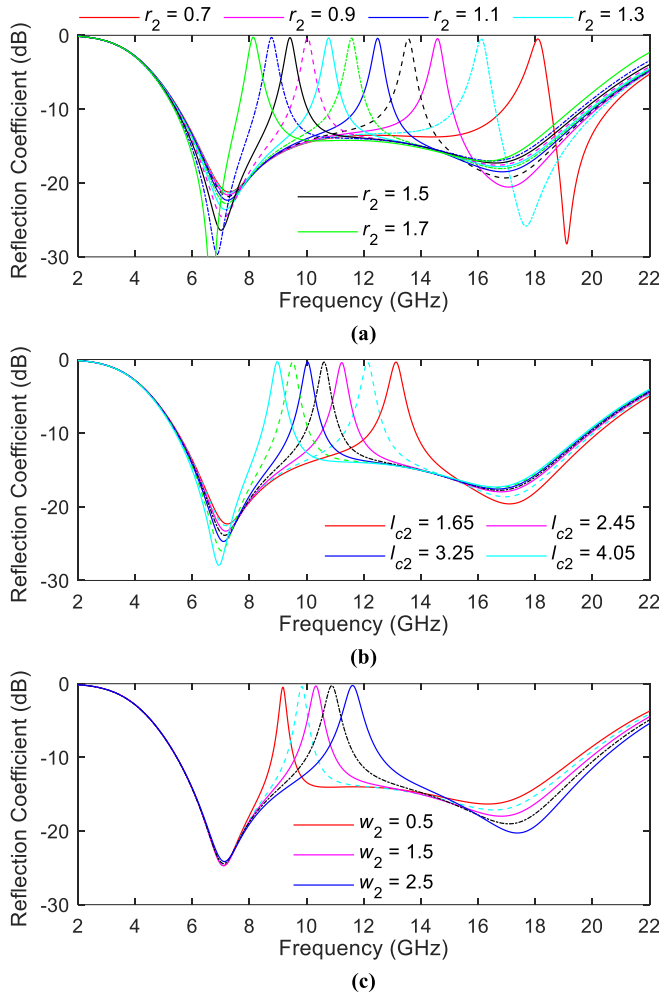 r2 = 0.7 r2 = 0.9 r2 = 1.1 r2 = 1.3
0
-10
-20
-30
Reflection Coefficient (dB)
r2 = 1.5
r2 = 1.7
2 4 6 8 10 12 14 16 18 20 22
Frequency (GHz)
(a)
0
-10
-20
-30
Reflection Coefficient (dB)
lc2 = 1.65 lc2 = 2.45
lc2 = 3.25 lc2 = 4.05
2 4 6 8 10 12 14 16 18 20 22
Frequency (GHz)
(b)
0
-10
-20
-30
Reflection Coefficient (dB)
w2 = 0.5
w2 = 1.5
w2 = 2.5
2 4 6 8 10 12 14 16 18 20 22
Frequency (GHz)
(c)